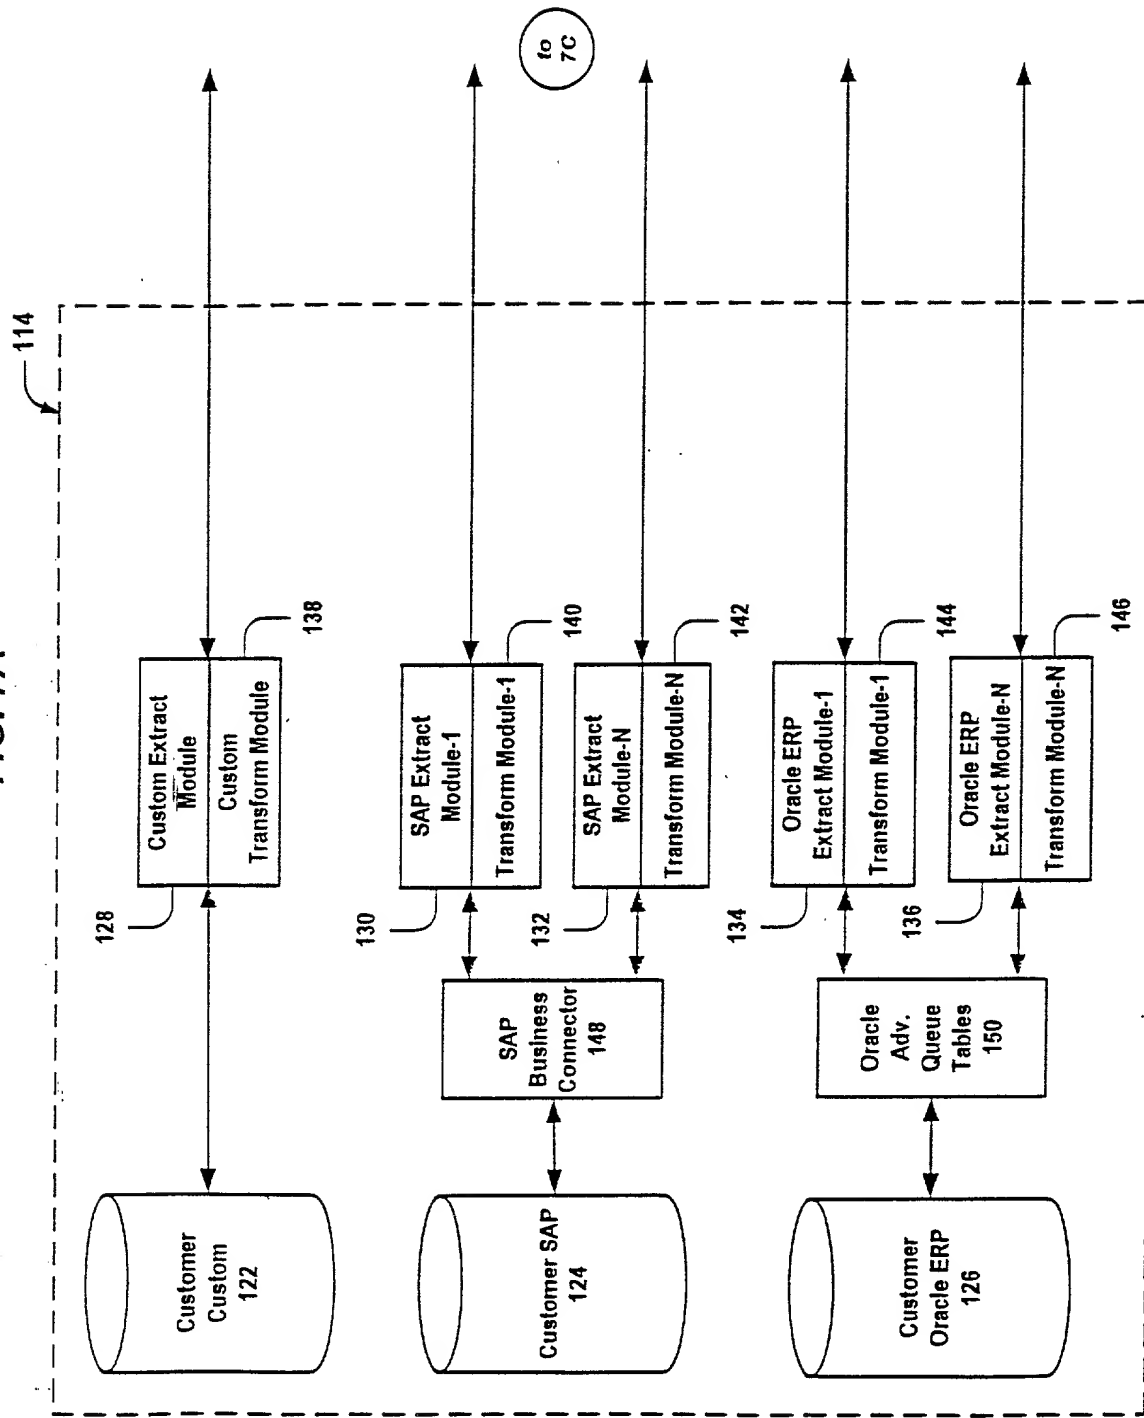 114
to
7C
Custom Extract
Module
Custom
Transform Module
128
138
SAP Extract
Module-1
Transform Module-1
130
140
SAP Extract
Module-N
Transform Module-N
132
142
Oracle ERP
Extract Module-1
Transform Module-1
134
144
Oracle ERP
Extract Module-N
Transform Module-N
136
146
SAP
Business
Connector
148
Oracle
Adv.
Queue
Tables
150
Customer
Custom
122
Customer SAP
124
Customer
Oracle ERP
126